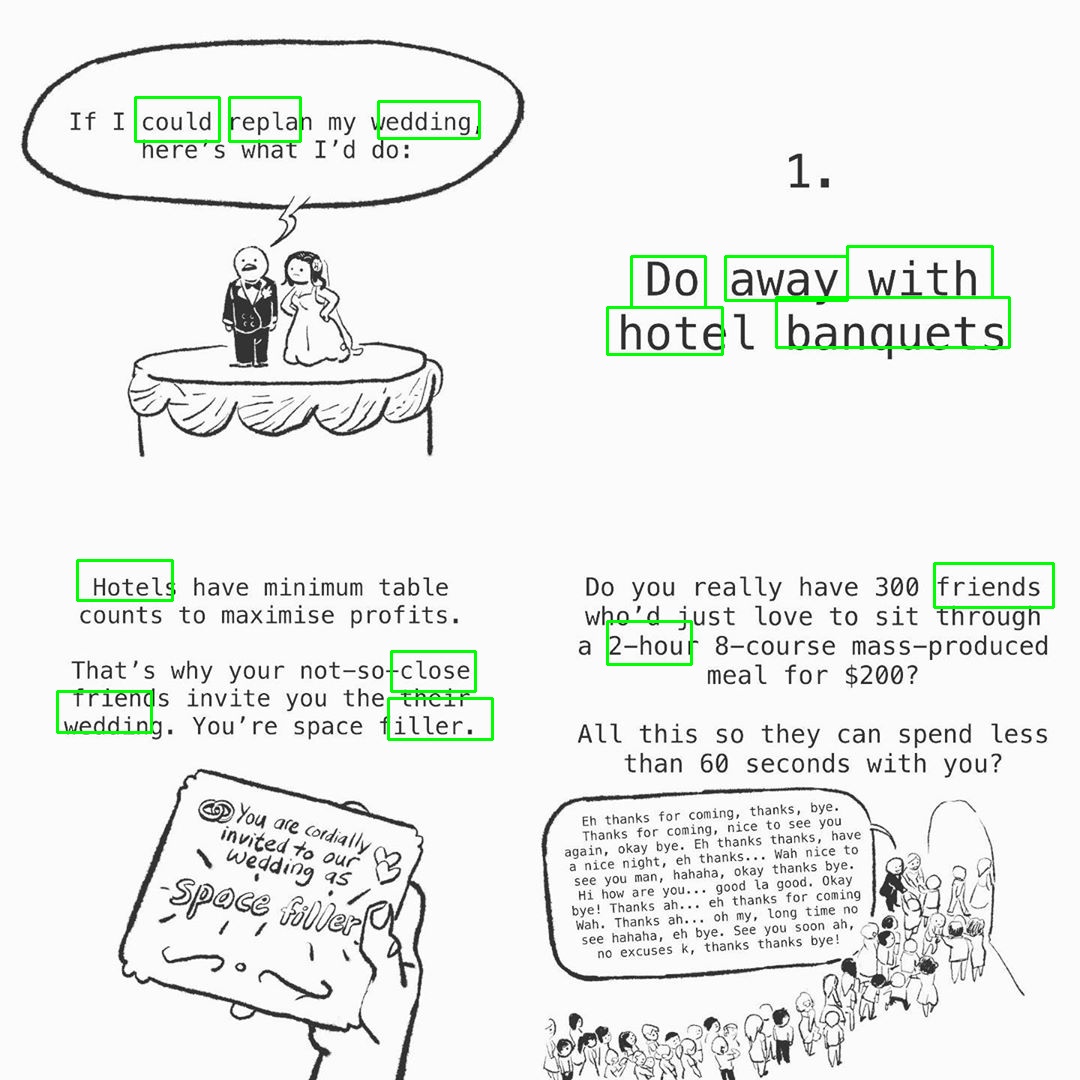 If I could replan my wedding,
here's what I'd do:
1.
Do away with
hotel banquets
Hotels have minimum table
counts to maximise profits.
That's why your not-so-close
friends invite you the their
wedding. You're space filler.
You are cordially
invited to our
wedding as
space filler
Do you really have 300 friends
who'd just love to sit through
a 2-hour 8-course mass-produced
meal for $200?
All this so they can spend less
than 60 seconds with you?
Eh thanks for coming, thanks, bye.
Thanks for coming, nice to see you
again, okay bye. Eh thanks thanks, have
a nice night, eh thanks... Wah nice to
see you man, hahaha, okay thanks bye.
Hi how are you... good la good. Okay
bye! Thanks ah... eh thanks for coming
Wah. Thanks ah... oh my, long time no
see hahaha, eh bye. See you soon ah,
no excuses k, thanks thanks bye!